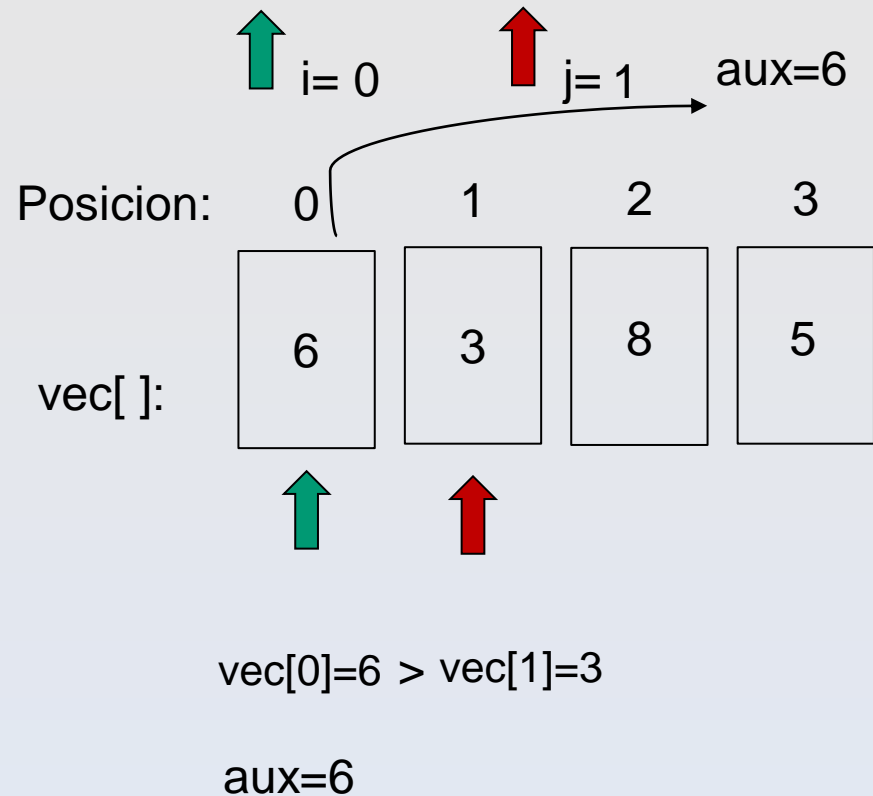 i= 0 j= 1 aux=6
Posicion: 0 1 2 3
vec[ ]: 6 3 8 5
vec[0]=6 > vec[1]=3
aux=6